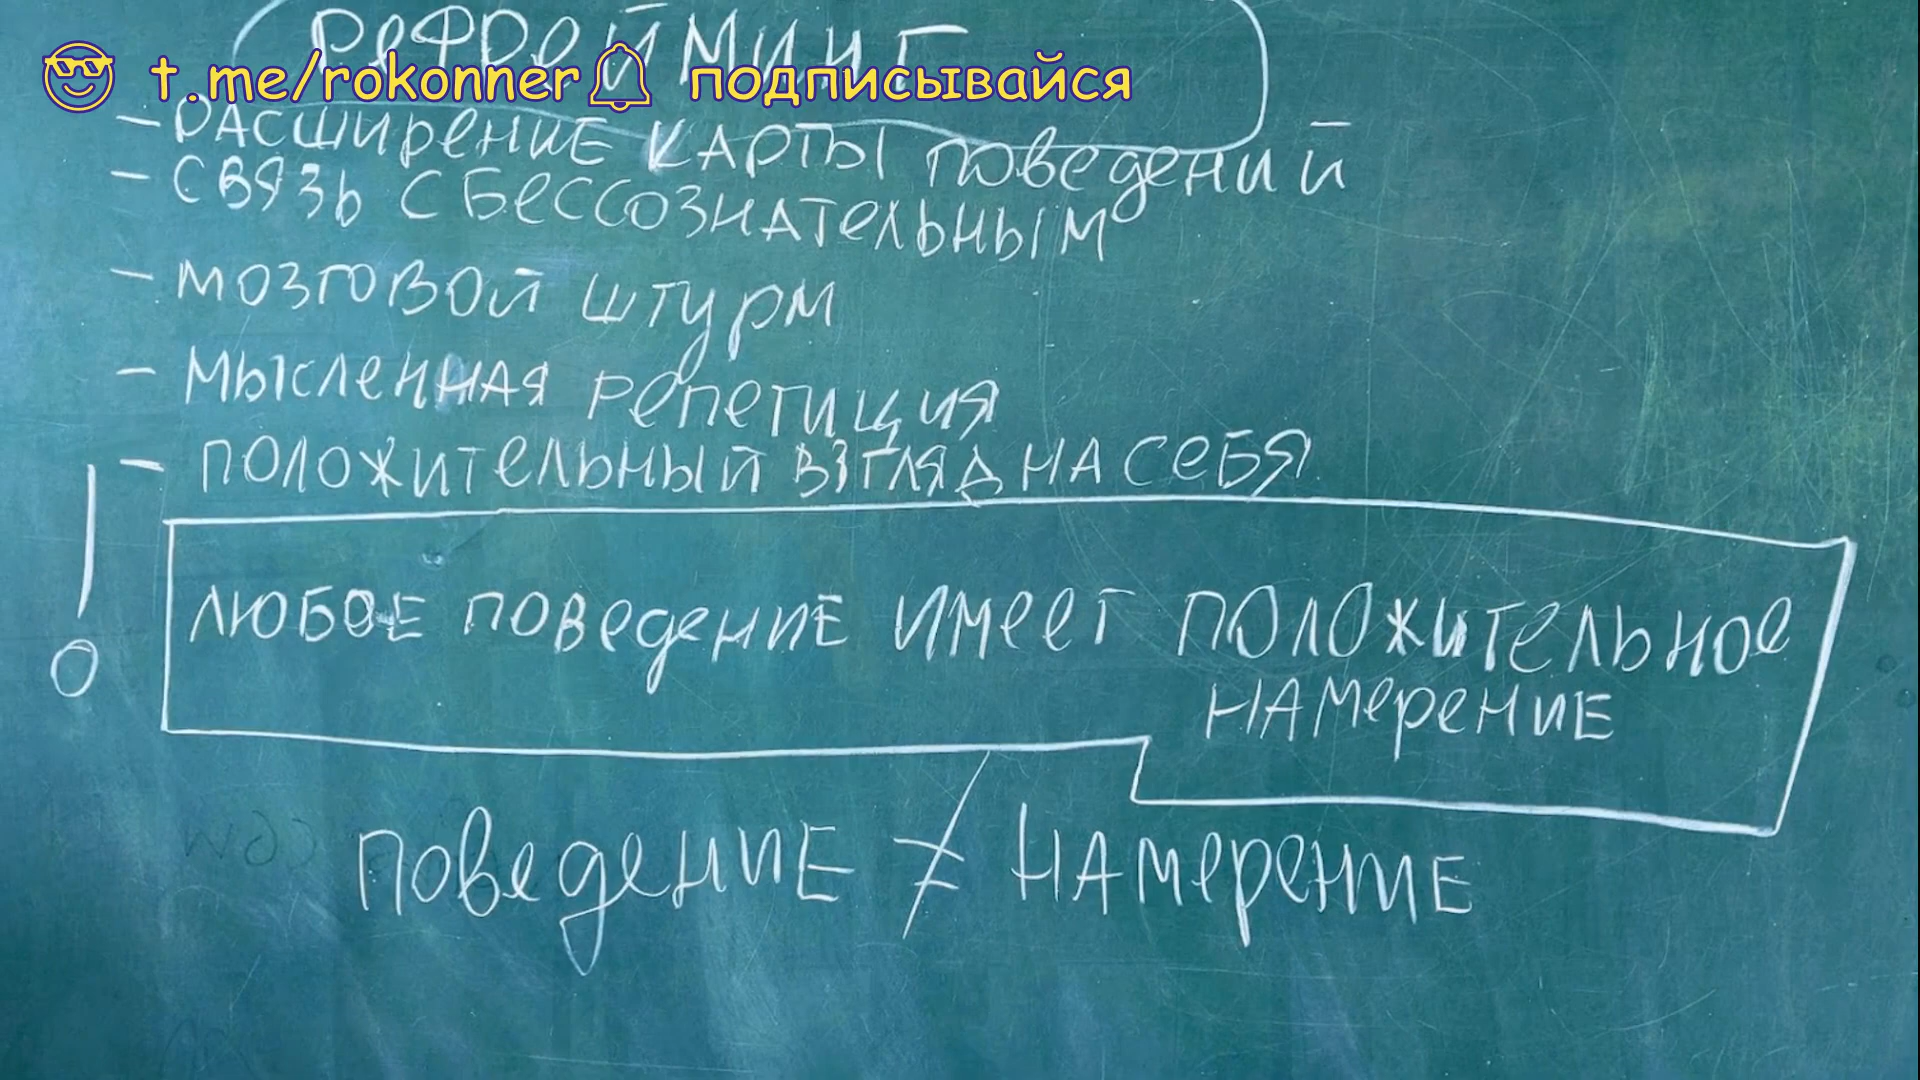 РЕФРЕЙМИНГ
t.me/rokonner подписывайся
- РАСШИРЕНИЕ КАРТЫ ПОВЕДЕНИЙ
- СВЯЗЬ С БЕССОЗНАТЕЛЬНЫМ
- МОЗГОВОЙ ШТУРМ
- МЫСЛЕННАЯ РЕПЕТИЦИЯ
- ПОЛОЖИТЕЛЬНЫЙ ВЗГЛЯД НА СЕБЯ
! ЛЮБОЕ ПОВЕДЕНИЕ ИМЕЕТ ПОЛОЖИТЕЛЬНОЕ
НАМЕРЕНИЕ
ПОВЕДЕНИЕ ≠ НАМЕРЕНИЕ